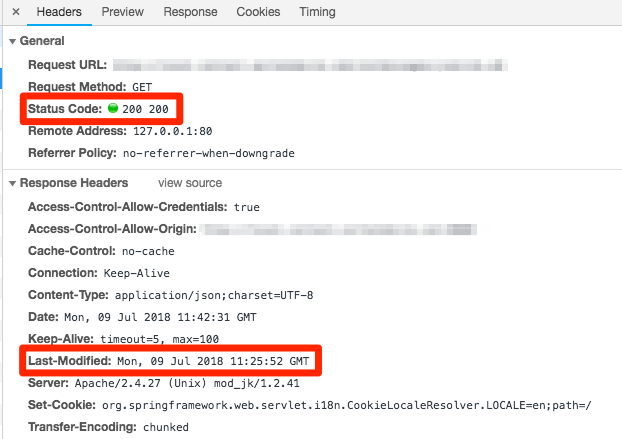 × Headers Preview Response Cookies Timing
▼ General
Request URL:
Request Method: GET
Status Code: 200 200
Remote Address: 127.0.0.1:80
Referrer Policy: no-referrer-when-downgrade
▼ Response Headers view source
Access-Control-Allow-Credentials: true
Access-Control-Allow-Origin:
Cache-Control: no-cache
Connection: Keep-Alive
Content-Type: application/json;charset=UTF-8
Date: Mon, 09 Jul 2018 11:42:31 GMT
Keep-Alive: timeout=5, max=100
Last-Modified: Mon, 09 Jul 2018 11:25:52 GMT
Server: Apache/2.4.27 (Unix) mod_jk/1.2.41
Set-Cookie: org.springframework.web.servlet.i18n.CookieLocaleResolver.LOCALE=en;path=/
Transfer-Encoding: chunked